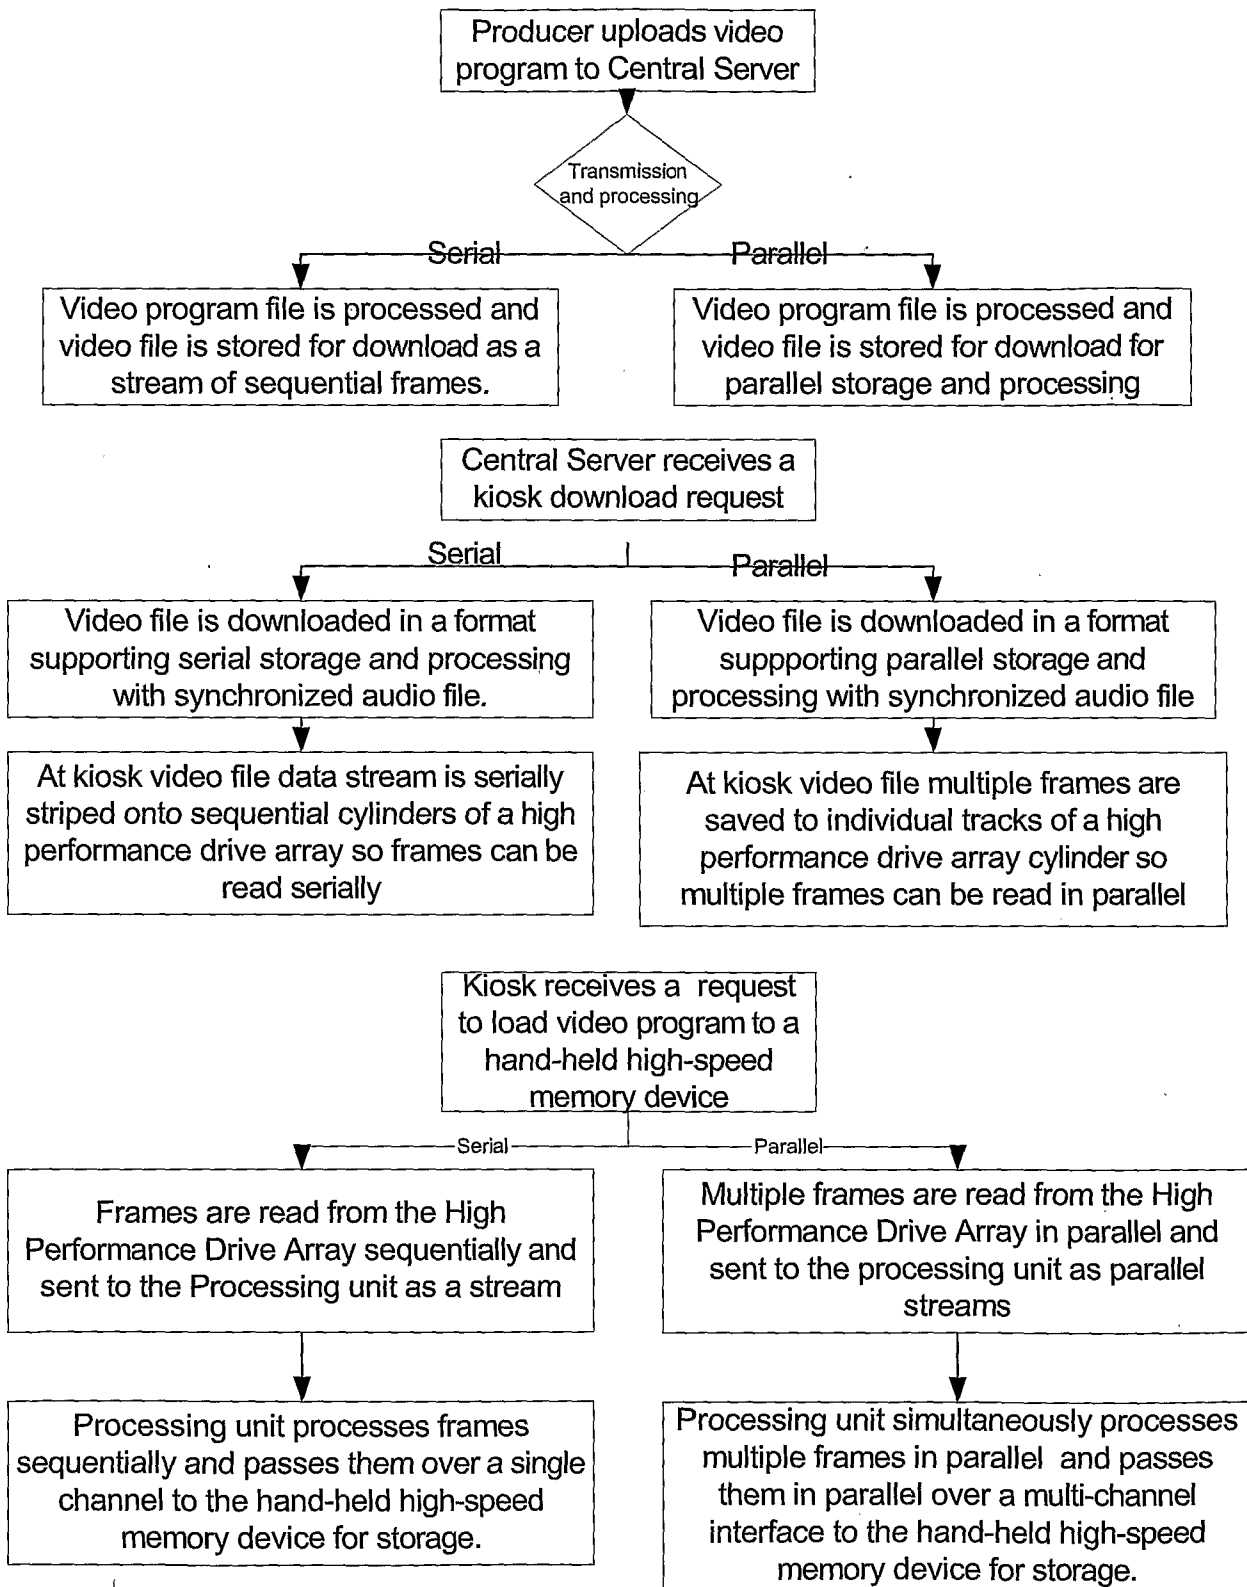 Producer uploads video
program to Central Server
Transmission
and processing
Serial
Parallel
Video program file is processed and
video file is stored for download as a
stream of sequential frames.
Video program file is processed and
video file is stored for download for
parallel storage and processing
Central Server receives a
kiosk download request
Serial
Parallel
Video file is downloaded in a format
supporting serial storage and processing
with synchronized audio file.
Video file is downloaded in a format
suppporting parallel storage and
processing with synchronized audio file
At kiosk video file data stream is serially
striped onto sequential cylinders of a high
performance drive array so frames can be
read serially
At kiosk video file multiple frames are
saved to individual tracks of a high
performance drive array cylinder so
multiple frames can be read in parallel
Kiosk receives a request
to load video program to a
hand-held high-speed
memory device
Serial
Parallel
Frames are read from the High
Performance Drive Array sequentially and
sent to the Processing unit as a stream
Multiple frames are read from the High
Performance Drive Array in parallel and
sent to the processing unit as parallel
streams
Processing unit processes frames
sequentially and passes them over a single
channel to the hand-held high-speed
memory device for storage.
Processing unit simultaneously processes
multiple frames in parallel and passes
them in parallel over a multi-channel
interface to the hand-held high-speed
memory device for storage.